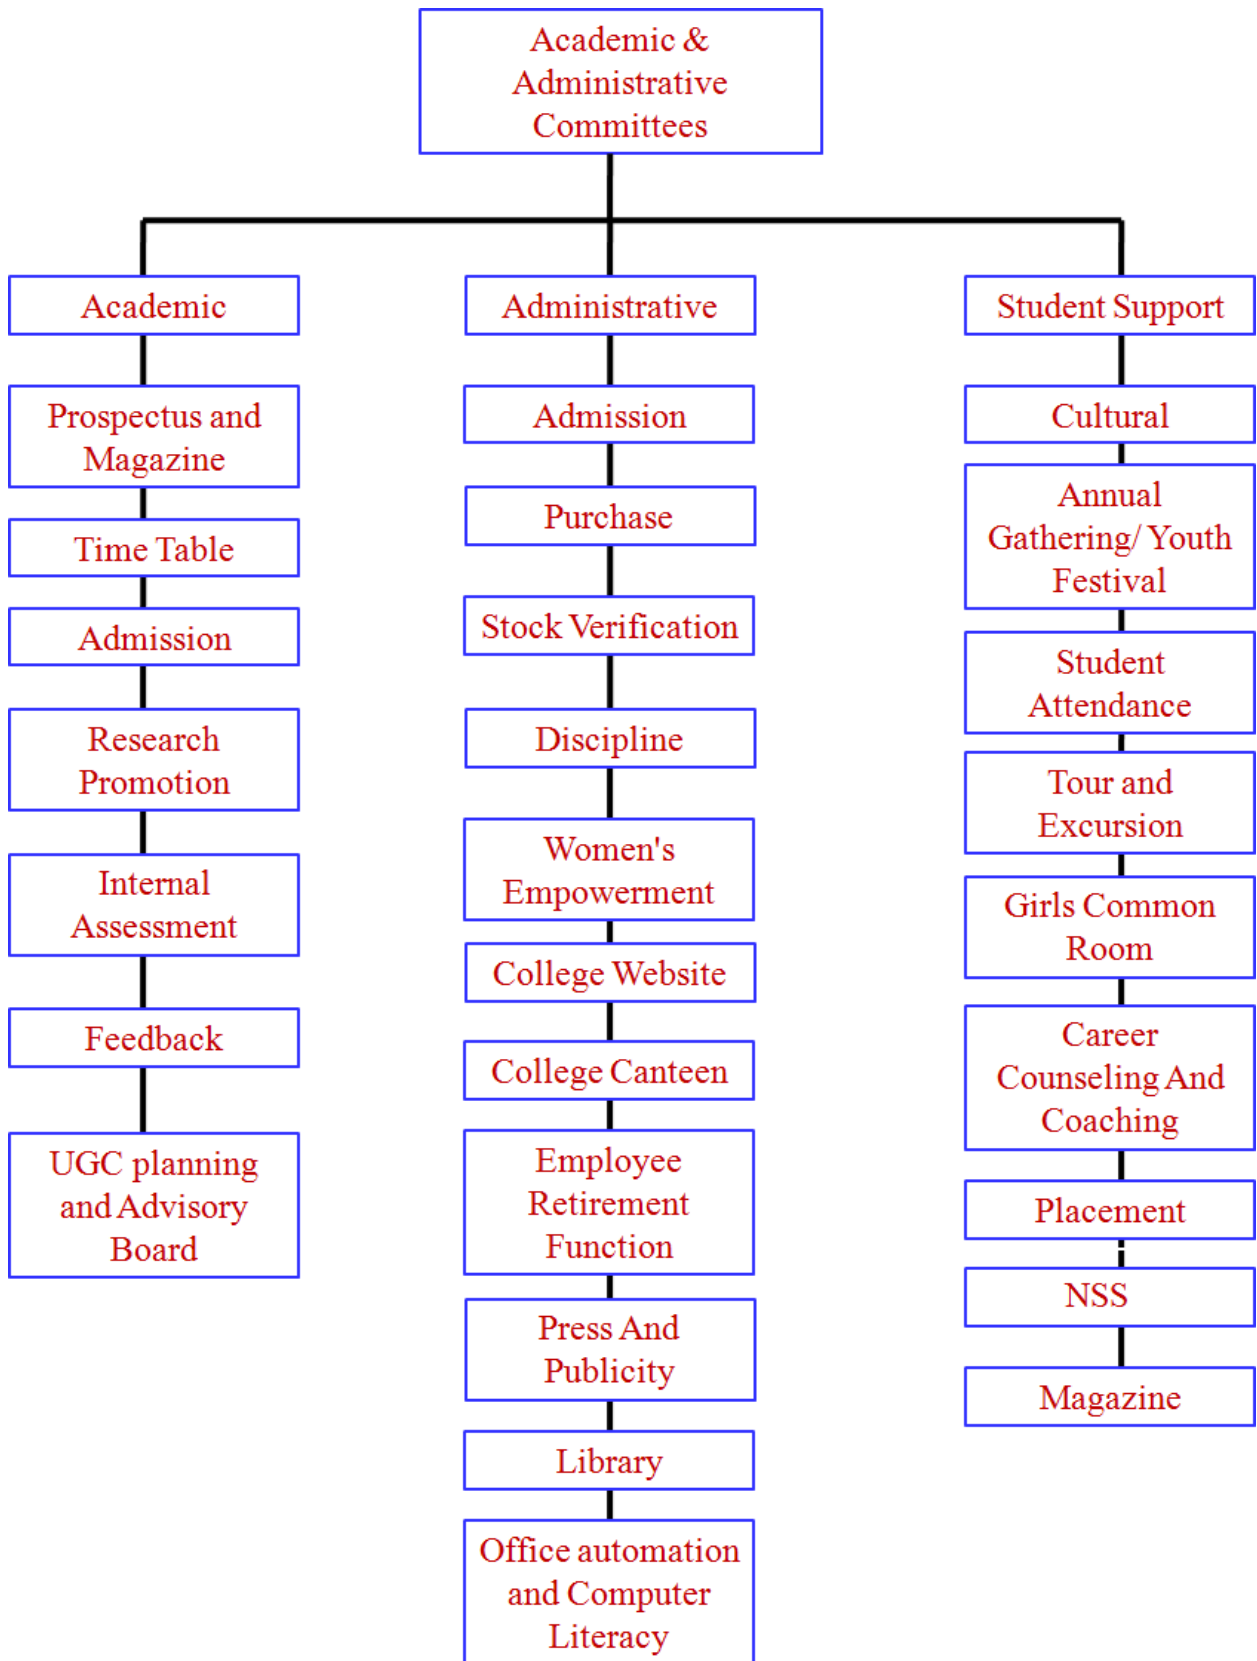 Academic &
Administrative
Committees
Academic
Prospectus and
Magazine
Time Table
Admission
Research
Promotion
Internal
Assessment
Feedback
UGC planning
and Advisory
Board
Administrative
Admission
Purchase
Stock Verification
Discipline
Women's
Empowerment
College Website
College Canteen
Employee
Retirement
Function
Press And
Publicity
Library
Office automation
and Computer
Literacy
Student Support
Cultural
Annual
Gathering/ Youth
Festival
Student
Attendance
Tour and
Excursion
Girls Common
Room
Career
Counseling And
Coaching
Placement
NSS
Magazine